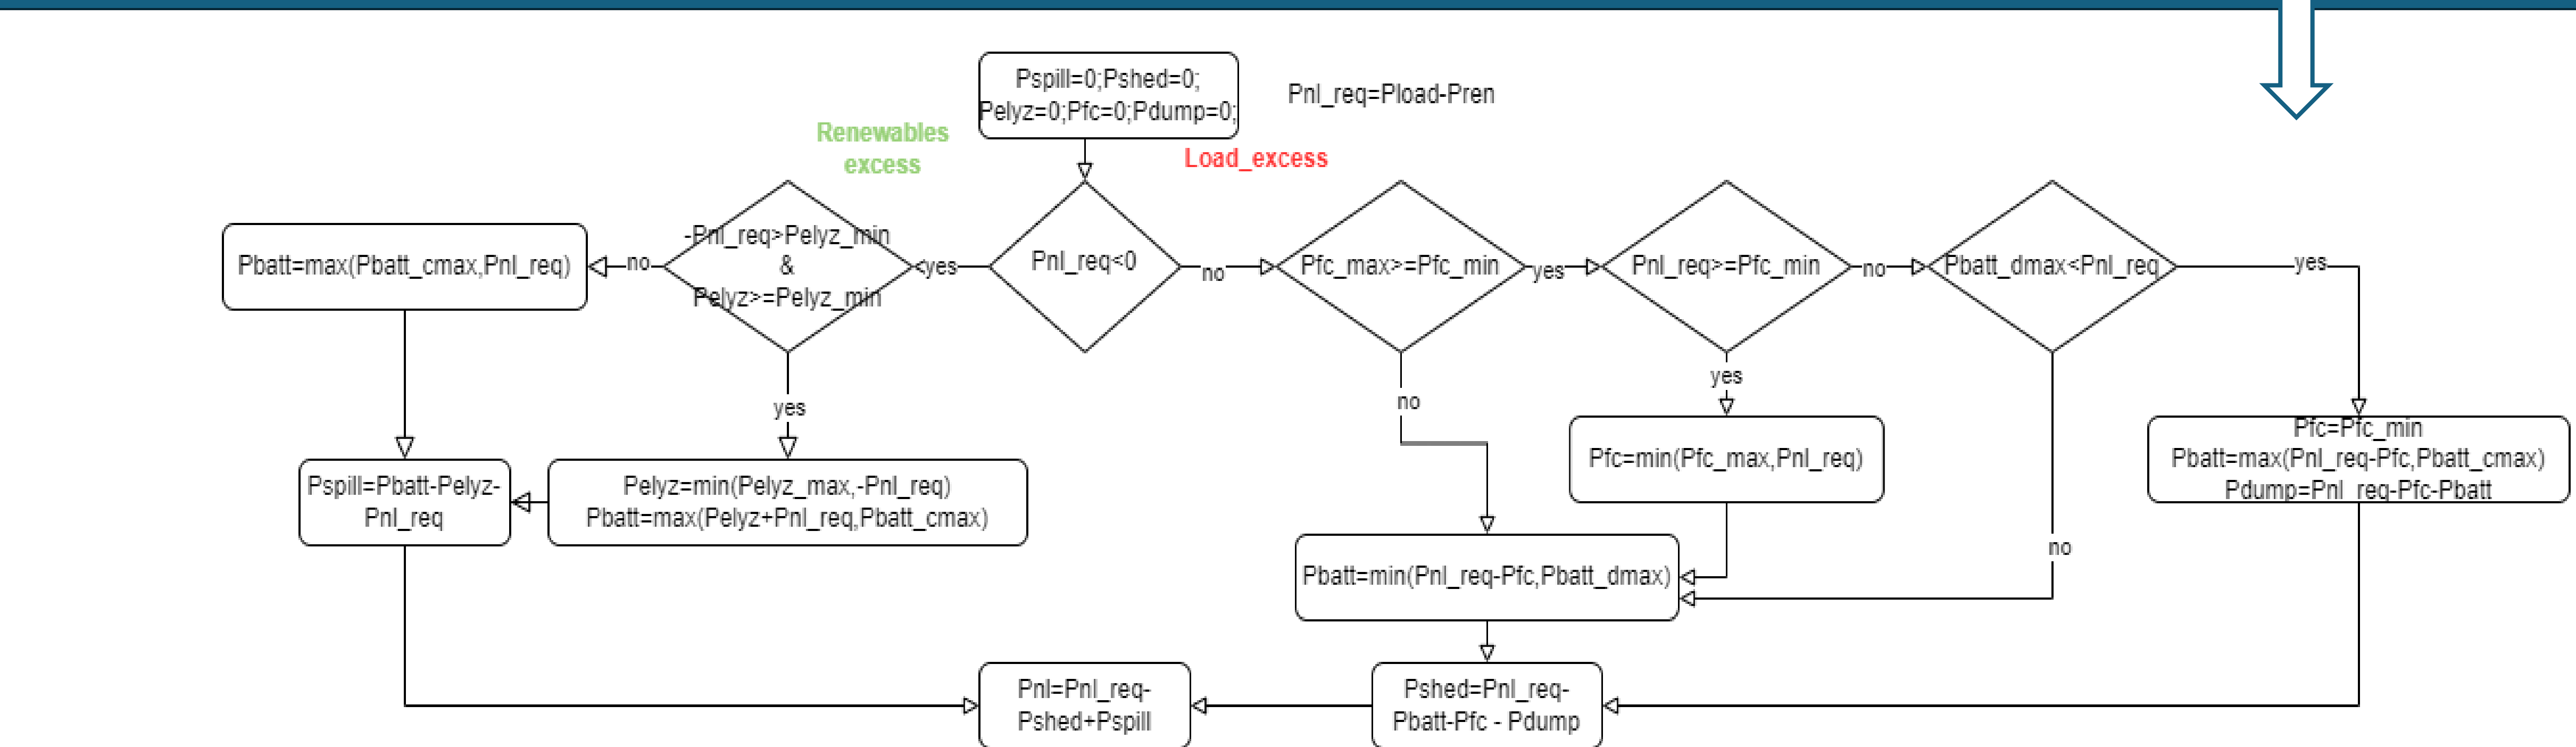 Pspill=0;Pshed=0;
Pelyz=0;Pfc=0;Pdump=0;
Pnl_req=Pload-Pren
Renewables
excess
Load_excess
Pbatt=max(Pbatt_cmax,Pnl_req)
no
-Pnl_req>Pelyz_min
&
Pelyz>=Pelyz_min
yes
Pnl_req<0
no
Pfc_max>=Pfc_min
yes
Pnl_req>=Pfc_min
no
Pbatt_dmax<Pnl_req
yes
yes
no
yes
no
Pspill=Pbatt-Pelyz-
Pnl_req
Pelyz=min(Pelyz_max,-Pnl_req)
Pbatt=max(Pelyz+Pnl_req,Pbatt_cmax)
Pfc=min(Pfc_max,Pnl_req)
Pfc=Pfc_min
Pbatt=max(Pnl_req-Pfc,Pbatt_cmax)
Pdump=Pnl_req-Pfc-Pbatt
Pbatt=min(Pnl_req-Pfc,Pbatt_dmax)
Pnl=Pnl_req-
Pshed+Pspill
Pshed=Pnl_req-
Pbatt-Pfc - Pdump